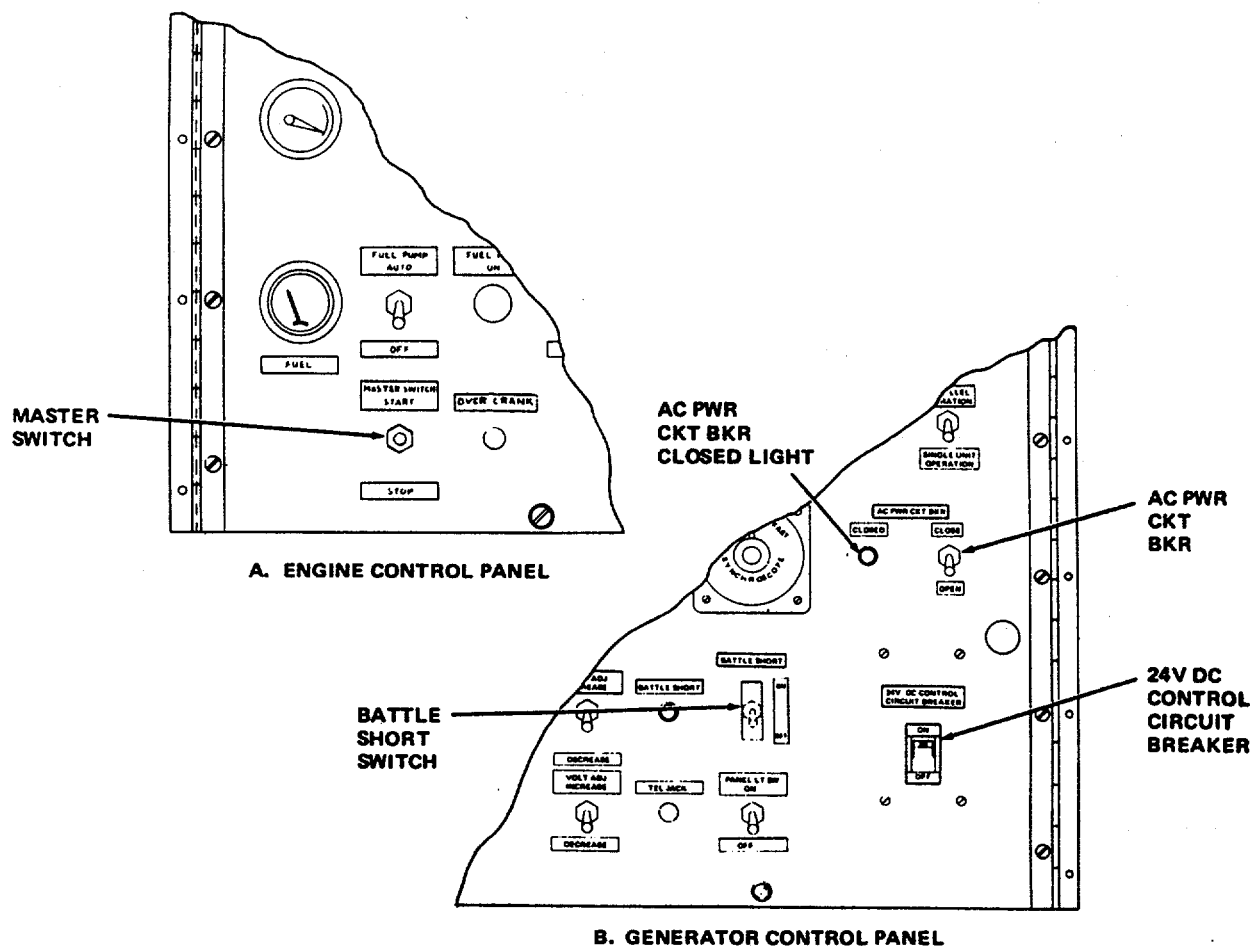 FUEL PUMP
AUTO
ON
OFF
FUEL
MASTER SWITCH
START
OVER CRANK
STOP
MASTER
SWITCH
A. ENGINE CONTROL PANEL
AC PWR
CKT BKR
CLOSED LIGHT
SINGLE UNIT
OPERATION
AC PWR CKT BKR
CLOSED
CLOSE
OPEN
AC PWR
CKT
BKR
SYNCHROSCOPE
BATTLE SHORT
ON
OFF
BATTLE SHORT
BATTLE
SHORT
SWITCH
24V DC CONTROL
CIRCUIT BREAKER
ON
OFF
24V DC
CONTROL
CIRCUIT
BREAKER
DECREASE
VOLT ADJ
INCREASE
DECREASE
TEL JACK
PANEL LT SW
ON
OFF
B. GENERATOR CONTROL PANEL